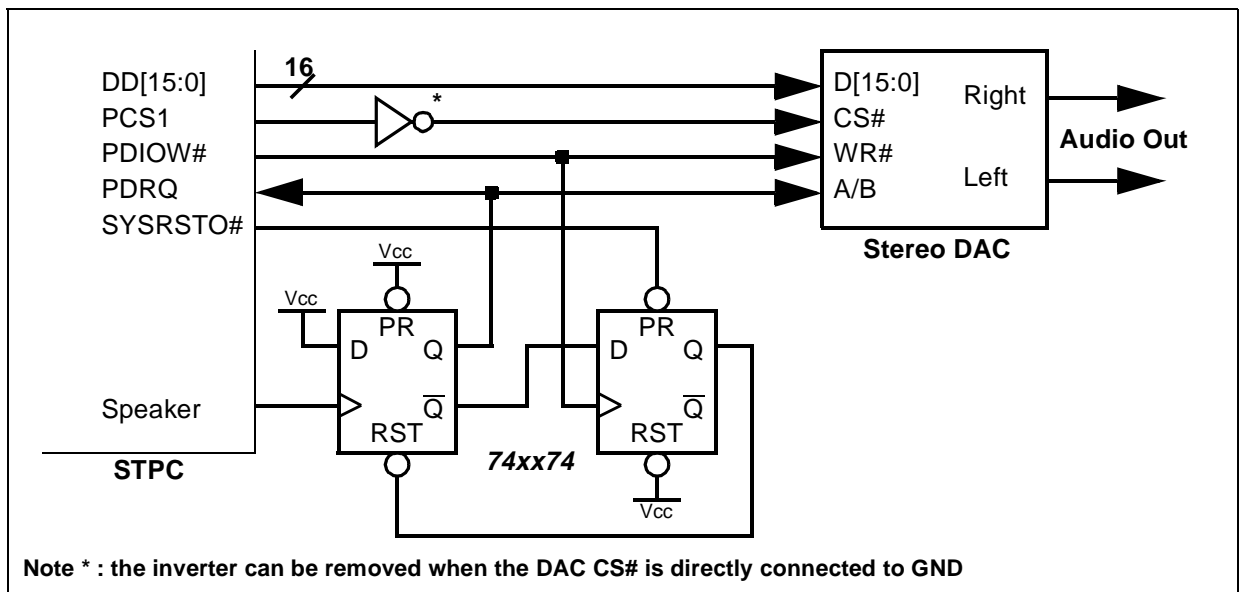 16
DD[15:0]
PCS1
PDIOW#
PDRQ
SYSRSTO#
Speaker
STPC
*
D[15:0]
CS#
WR#
A/B
Right
Left
Audio Out
Stereo DAC
Vcc
Vcc
PR
D Q
Q
RST
74xx74
PR
D Q
Q
RST
Vcc
Note * : the inverter can be removed when the DAC CS# is directly connected to GND